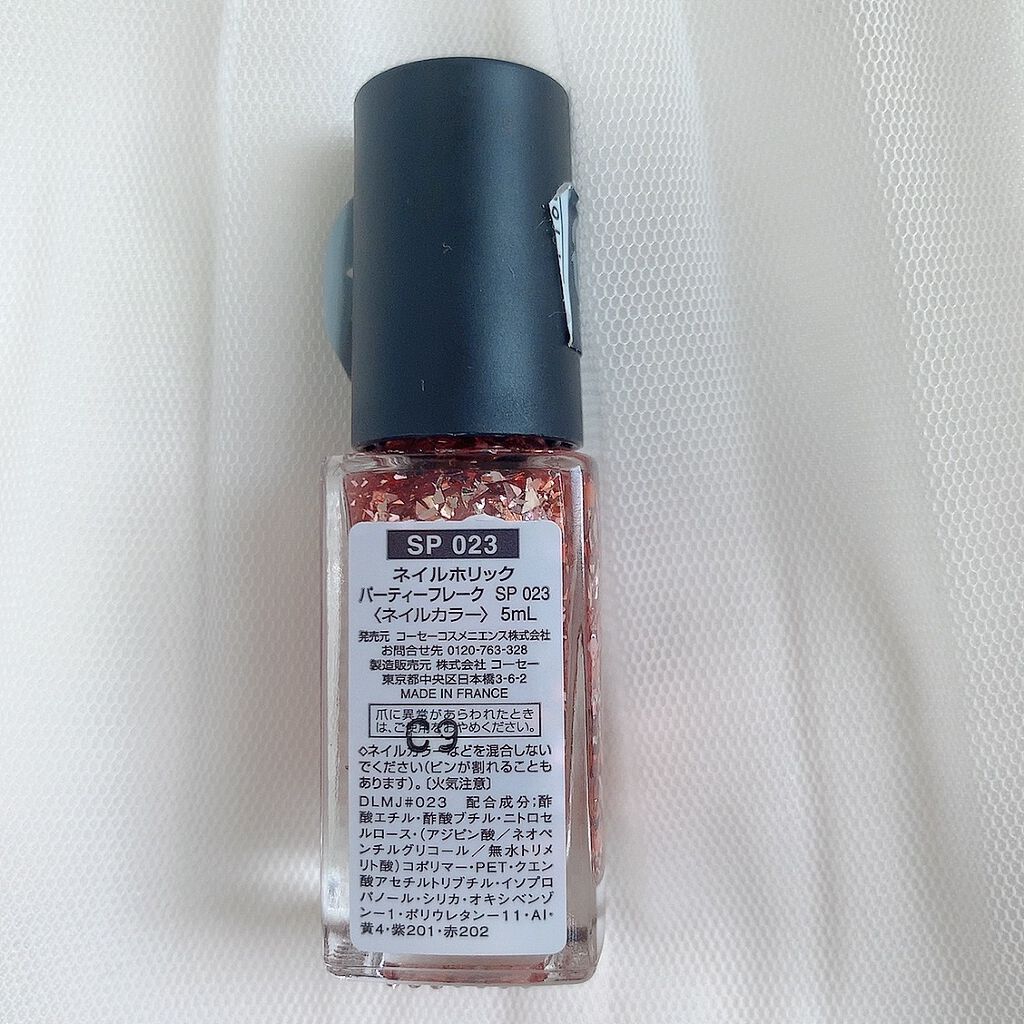 SP 023
ネイルホリック
パーティーフレーク SP 023
〈ネイルカラー〉 5mL
発売元 コーセーコスメニエンス株式会社
お問合せ先 0120-763-328
製造販売元 株式会社 コーセー
東京都中央区日本橋3-6-2
MADE IN FRANCE
爪に異常があらわれたとき
は、ご使用をおやめください。
C9
◇ネイルカラーなどを混合しない
でください(ビンが割れることも
あります)。〔火気注意〕
DLMJ#023 配合成分;酢
酸エチル・酢酸ブチル・ニトロセ
ルロース・(アジピン酸/ネオペ
ンチルグリコール/無水トリメ
リト酸)コポリマー・PET・クエン
酸アセチルトリブチル・イソプロ
パノール・シリカ・オキシベンゾ
ン−1・ポリウレタン−11・Al・
黄4・紫201・赤202